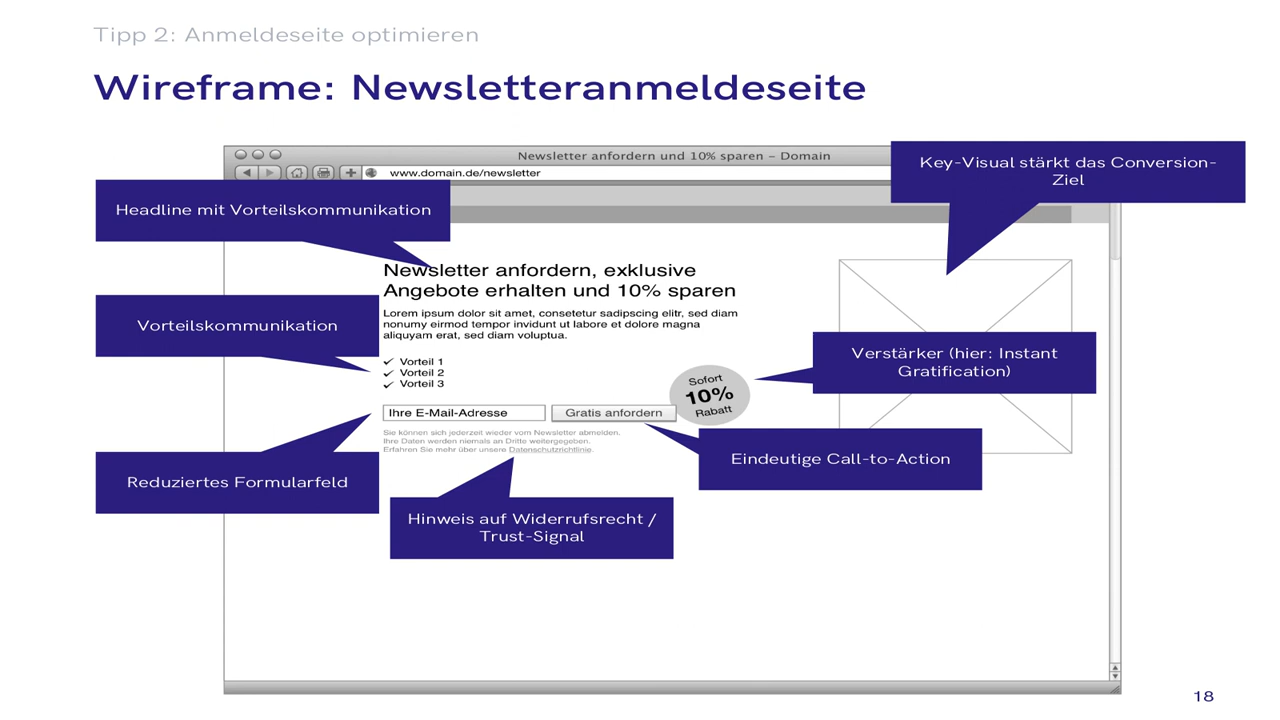 Tipp 2: Anmeldeseite optimieren
Wireframe: Newsletteranmeldeseite
Newsletter anfordern und 10% sparen – Domain
www.domain.de/newsletter
Key-Visual stärkt das Conversion-
Ziel
Headline mit Vorteilskommunikation
Newsletter anfordern, exklusive
Angebote erhalten und 10% sparen
Lorem ipsum dolor sit amet, consetetur sadipscing elitr, sed diam
nonumy eirmod tempor invidunt ut labore et dolore magna
aliquyam erat, sed diam voluptua.
Vorteilskommunikation
Vorteil 1
Vorteil 2
Vorteil 3
Verstärker (hier: Instant
Gratification)
Sofort
10%
Rabatt
Ihre E-Mail-Adresse
Gratis anfordern
Sie können sich jederzeit wieder vom Newsletter abmelden.
Ihre Daten werden niemals an Dritte weitergegeben.
Erfahren Sie mehr über unsere Datenschutzrichtlinie.
Eindeutige Call-to-Action
Reduziertes Formularfeld
Hinweis auf Widerrufsrecht /
Trust-Signal
18